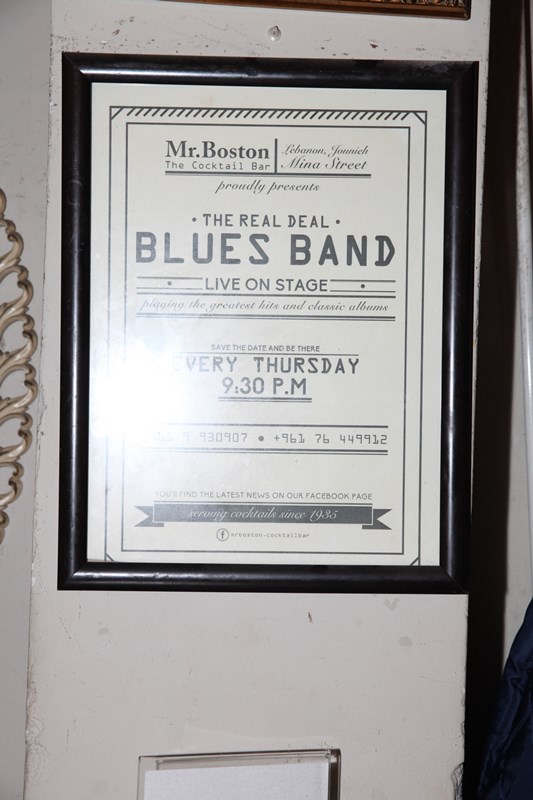 Mr.Boston
The Cocktail Bar
Lebanon, Jounieh
Mina Street
proudly presents
• THE REAL DEAL •
BLUES BAND
LIVE ON STAGE
playing the greatest hits and classic albums
SAVE THE DATE AND BE THERE
EVERY THURSDAY
9:30 P.M
9 930907 • +961 76 449912
YOU'LL FIND THE LATEST NEWS ON OUR FACEBOOK PAGE
serving cocktails since 1935
f mrboston-cocktailbar